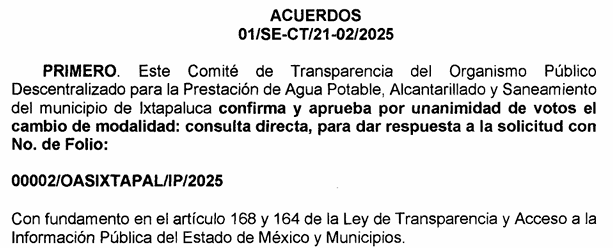 ACUERDOS
01/SE-CT/21-02/2025
PRIMERO. Este Comité de Transparencia del Organismo Público
Descentralizado para la Prestación de Agua Potable, Alcantarillado y Saneamiento
del municipio de Ixtapaluca confirma y aprueba por unanimidad de votos el
cambio de modalidad: consulta directa, para dar respuesta a la solicitud con
No. de Folio:
00002/OASIXTAPAL/IP/2025
Con fundamento en el artículo 168 y 164 de la Ley de Transparencia y Acceso a la
Información Pública del Estado de México y Municipios.